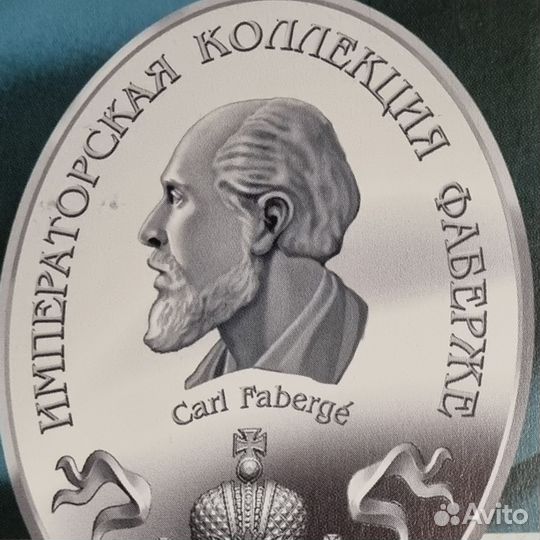 ИМПЕРАТОРСКАЯ КОЛЛЕКЦИЯ ФАБЕРЖЕ
Carl Fabergé
Avito